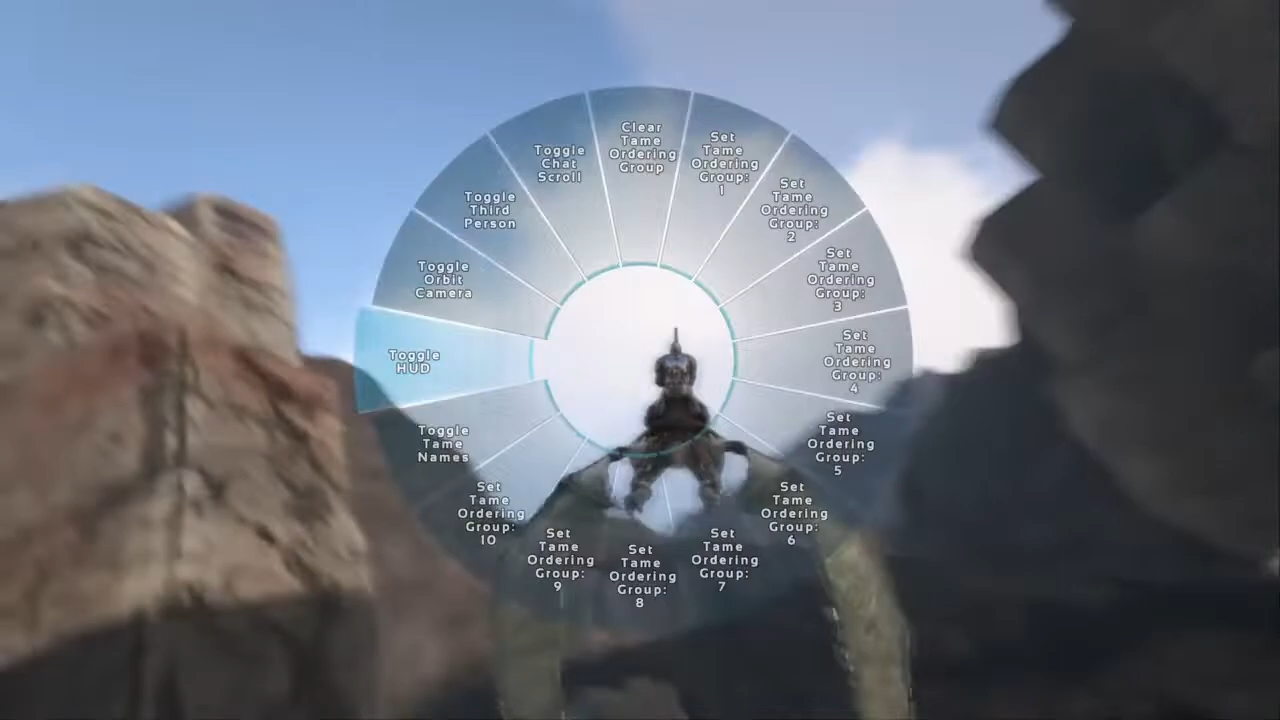 Clear
Tame
Ordering
Group
Set
Tame
Ordering
Group:
1
Set
Tame
Ordering
Group:
2
Set
Tame
Ordering
Group:
3
Set
Tame
Ordering
Group:
4
Set
Tame
Ordering
Group:
5
Set
Tame
Ordering
Group:
6
Set
Tame
Ordering
Group:
7
Set
Tame
Ordering
Group:
8
Set
Tame
Ordering
Group:
9
Set
Tame
Ordering
Group:
10
Toggle
Tame
Names
Toggle
HUD
Toggle
Orbit
Camera
Toggle
Third
Person
Toggle
Chat
Scroll